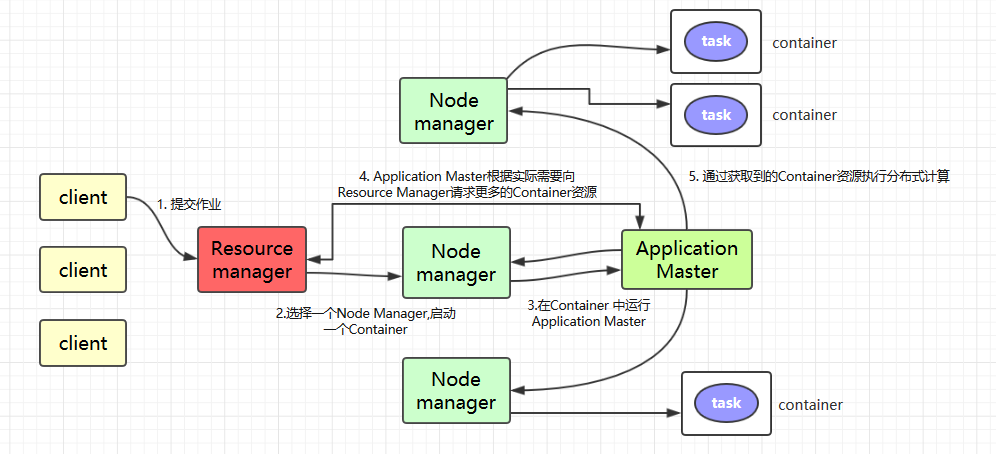 task
container
Node
manager
task
container
4. Application Master根据实际需要向
Resource Manager请求更多的Container资源
5. 通过获取到的Container资源执行分布式计算
client
1. 提交作业
Resource
manager
Node
manager
Application
Master
client
2.选择一个Node Manager,启动
一个Container
3.在Container 中运行
Application Master
client
Node
manager
task
container